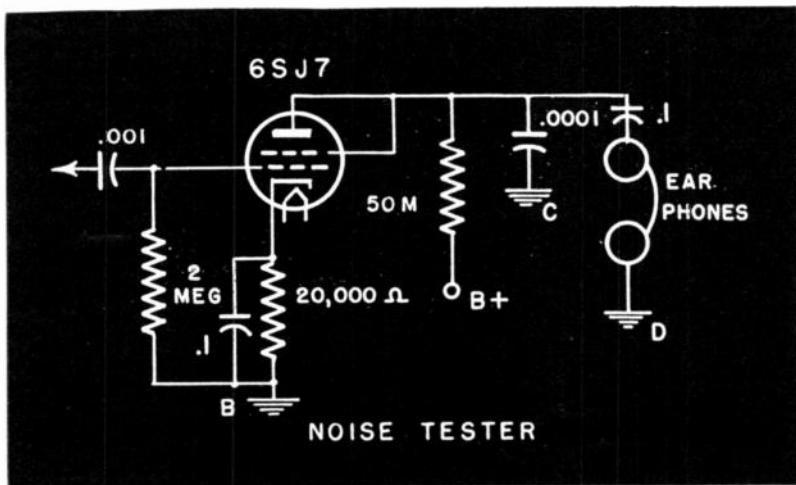 6SJ7
.001
.0001
.1
50 M
EAR
PHONES
C
2
MEG
20,000 Ω
B+
.1
D
B
NOISE TESTER